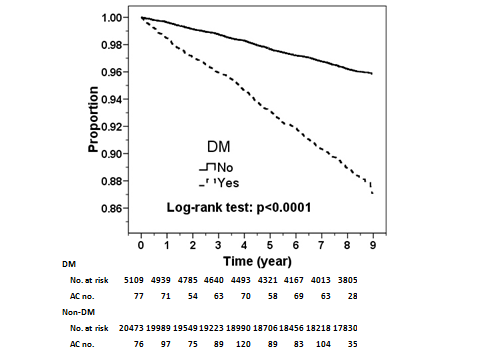 1.00
0.98
0.96
0.94
0.92
0.90
0.88
0.86
Proportion
DM
No
Yes
Log-rank test: p<0.0001
0 1 2 3 4 5 6 7 8 9
Time (year)
DM
No. at risk 5109 4939 4785 4640 4493 4321 4167 4013 3805
AC no. 77 71 54 63 70 58 69 63 28
Non-DM
No. at risk 20473 19989 19549 19223 18990 18706 18456 18218 17830
AC no. 76 97 75 89 120 89 83 104 35